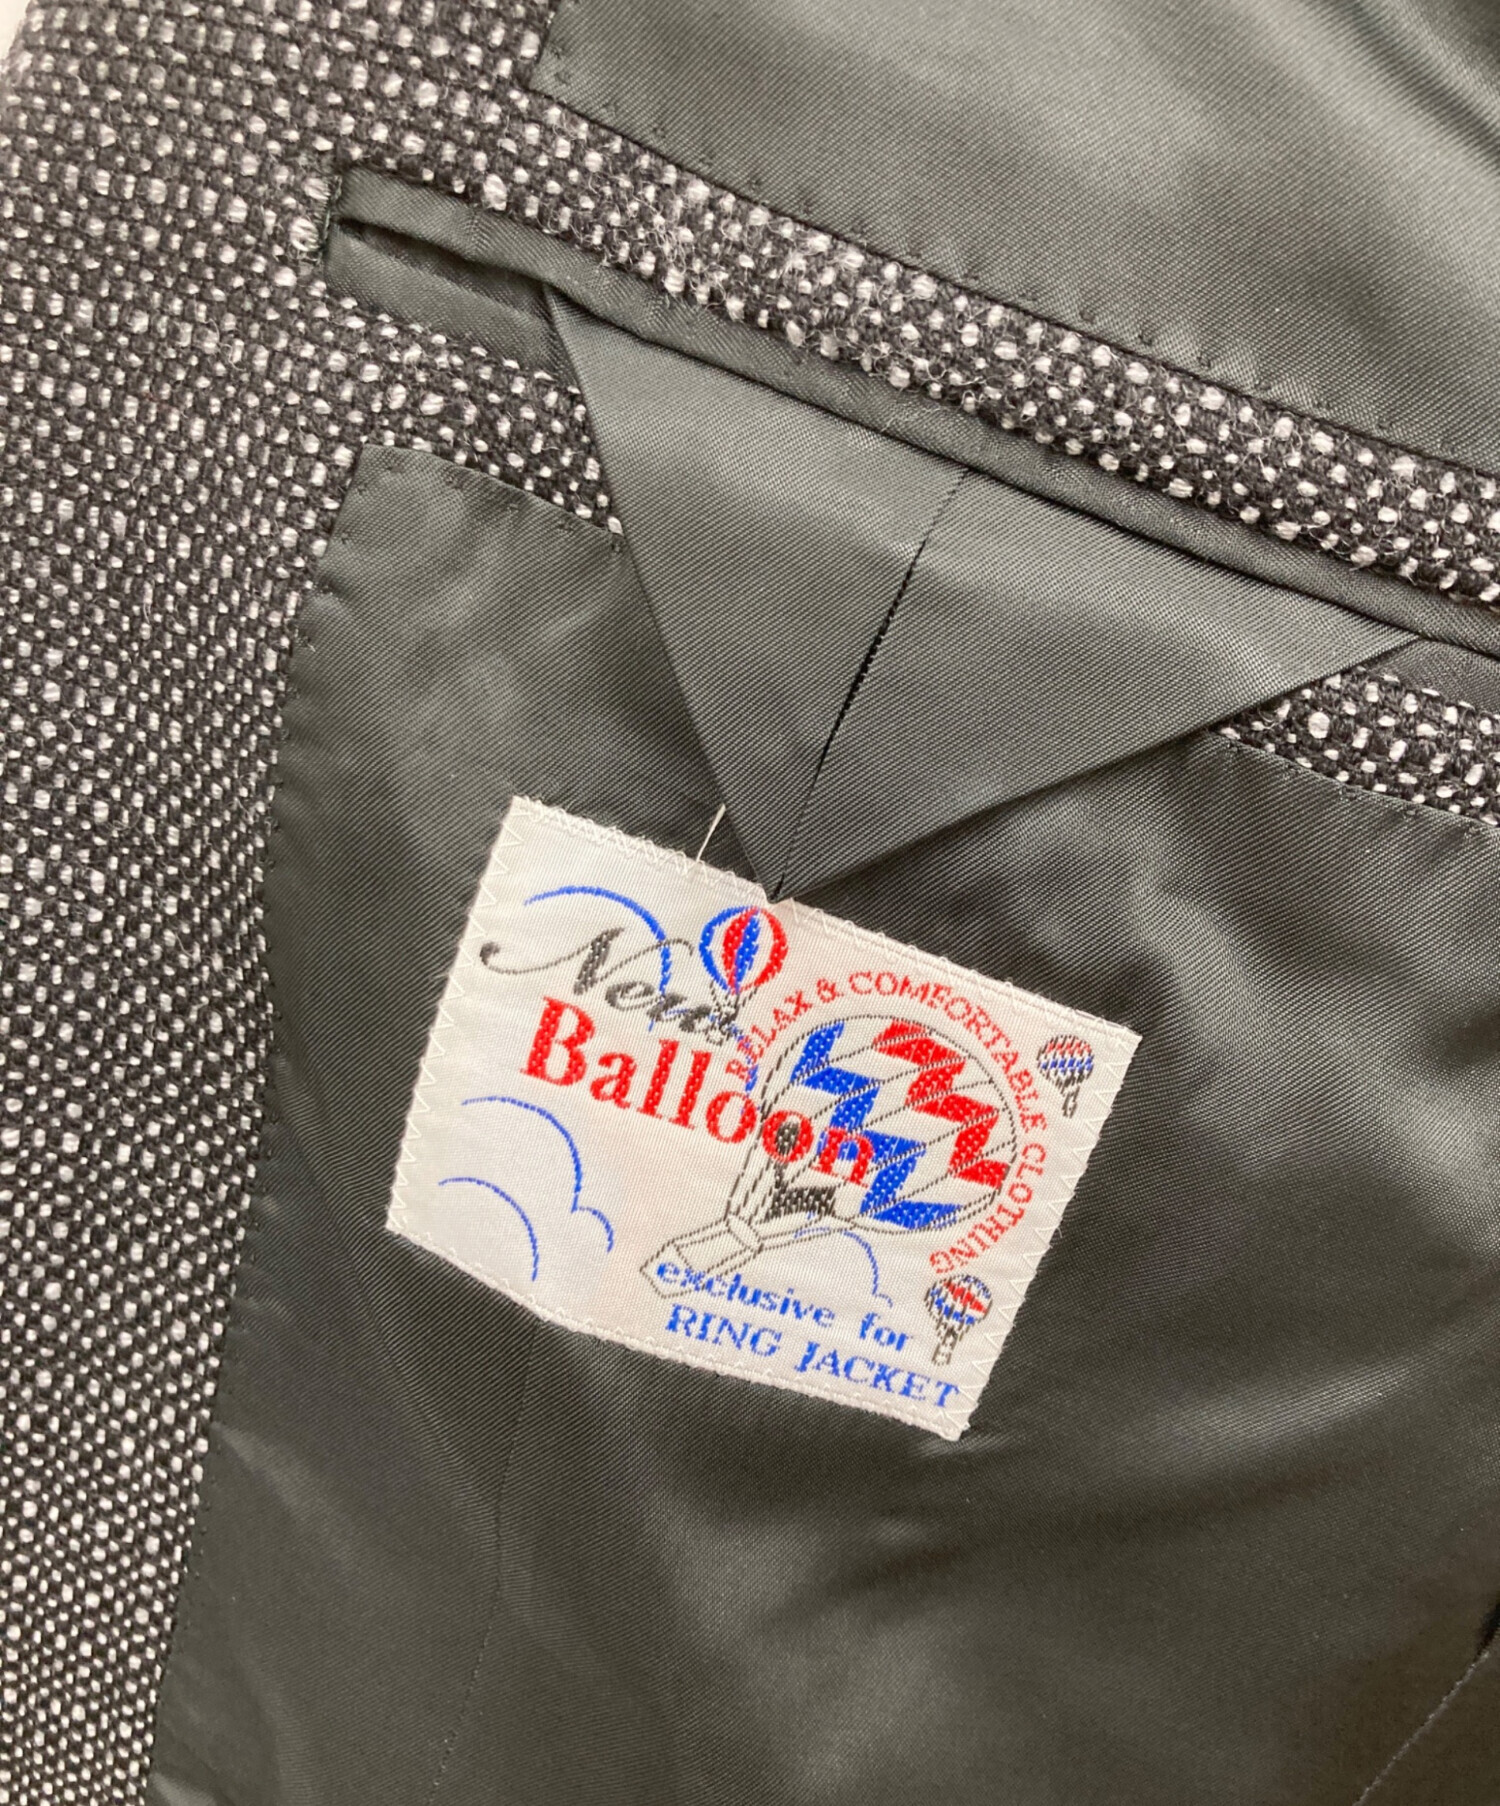 New
Balloon
RELAX & COMFORTABLE CLOTHING
exclusive for
RING JACKET